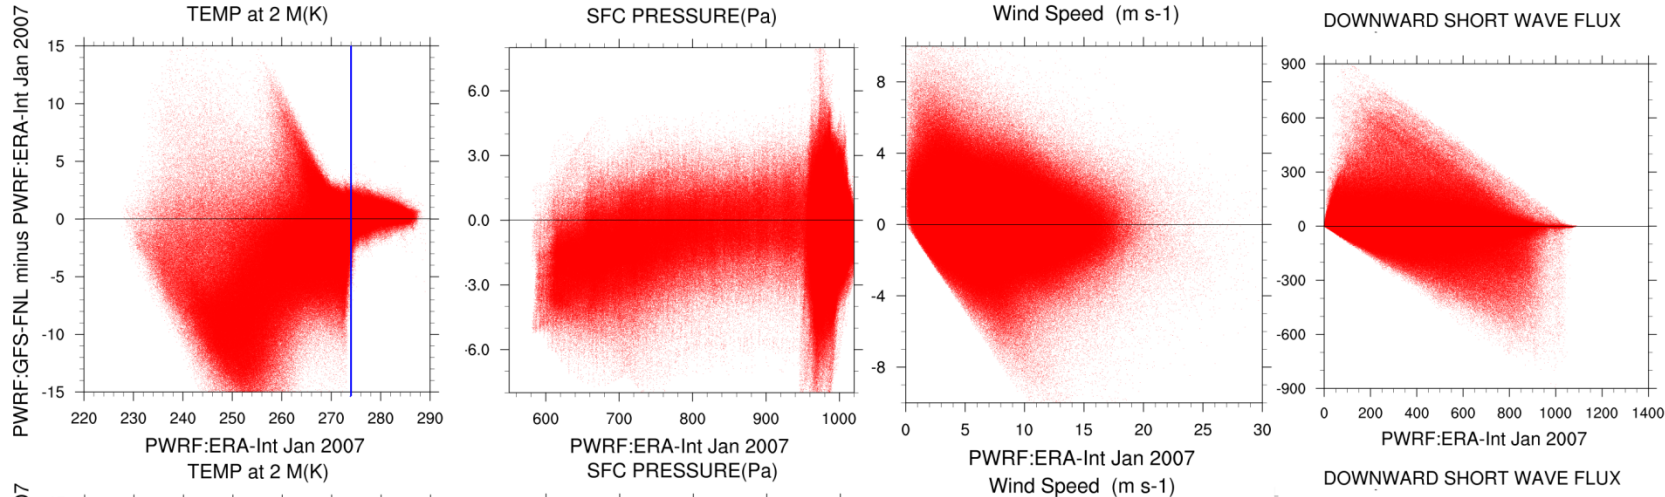 TEMP at 2 M(K)
SFC PRESSURE(Pa)
Wind Speed (m s-1)
DOWNWARD SHORT WAVE FLUX
PWRF:GFS-FNL minus PWRF:ERA-Int Jan 2007
15
10
5
0
-5
-10
-15
220 230 240 250 260 270 280 290
PWRF:ERA-Int Jan 2007
6.0
3.0
0.0
-3.0
-6.0
600 700 800 900 1000
PWRF:ERA-Int Jan 2007
8
4
0
-4
-8
0 5 10 15 20 25 30
PWRF:ERA-Int Jan 2007
900
600
300
0
-300
-600
-900
0 200 400 600 800 1000 1200 1400
PWRF:ERA-Int Jan 2007
TEMP at 2 M(K)
SFC PRESSURE(Pa)
Wind Speed (m s-1)
DOWNWARD SHORT WAVE FLUX
07